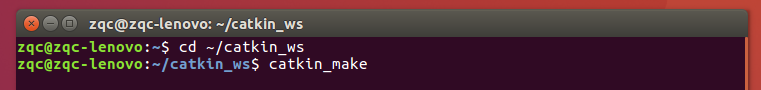 zqc@zqc-lenovo: ~/catkin_ws
zqc@zqc-lenovo:~$ cd ~/catkin_ws
zqc@zqc-lenovo:~/catkin_ws$ catkin_make